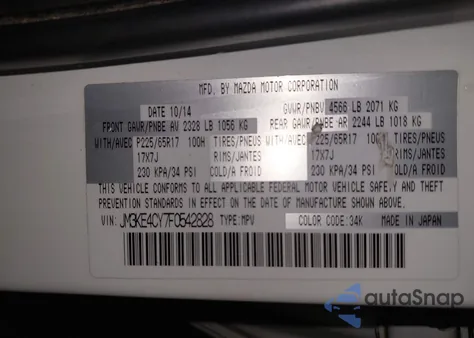 MFD. BY MAZDA MOTOR CORPORATION
DATE 10/14 GVWR/PNBV 4566 LB 2071 KG
FRONT GAWR/PNBE AV 2328 LB 1056 KG REAR GAWR/PNBE AR 2244 LB 1018 KG
WITH/AVEC P225/65R17 100H TIRES/PNEUS WITH/AVEC P225/65R17 100H TIRES/PNEUS
17X7J RIMS/JANTES 17X7J RIMS/JANTES
230 KPA/34 PSI COLD/A FROID 230 KPA/34 PSI COLD/A FROID
THIS VEHICLE CONFORMS TO ALL APPLICABLE FEDERAL MOTOR VEHICLE SAFETY AND THEFT
PREVENTION STANDARDS IN EFFECT ON THE DATE OF MANUFACTURE SHOWN ABOVE.
VIN: JM3KE4CY7F0542828 TYPE: MPV COLOR CODE: 34K MADE IN JAPAN
autoSnap